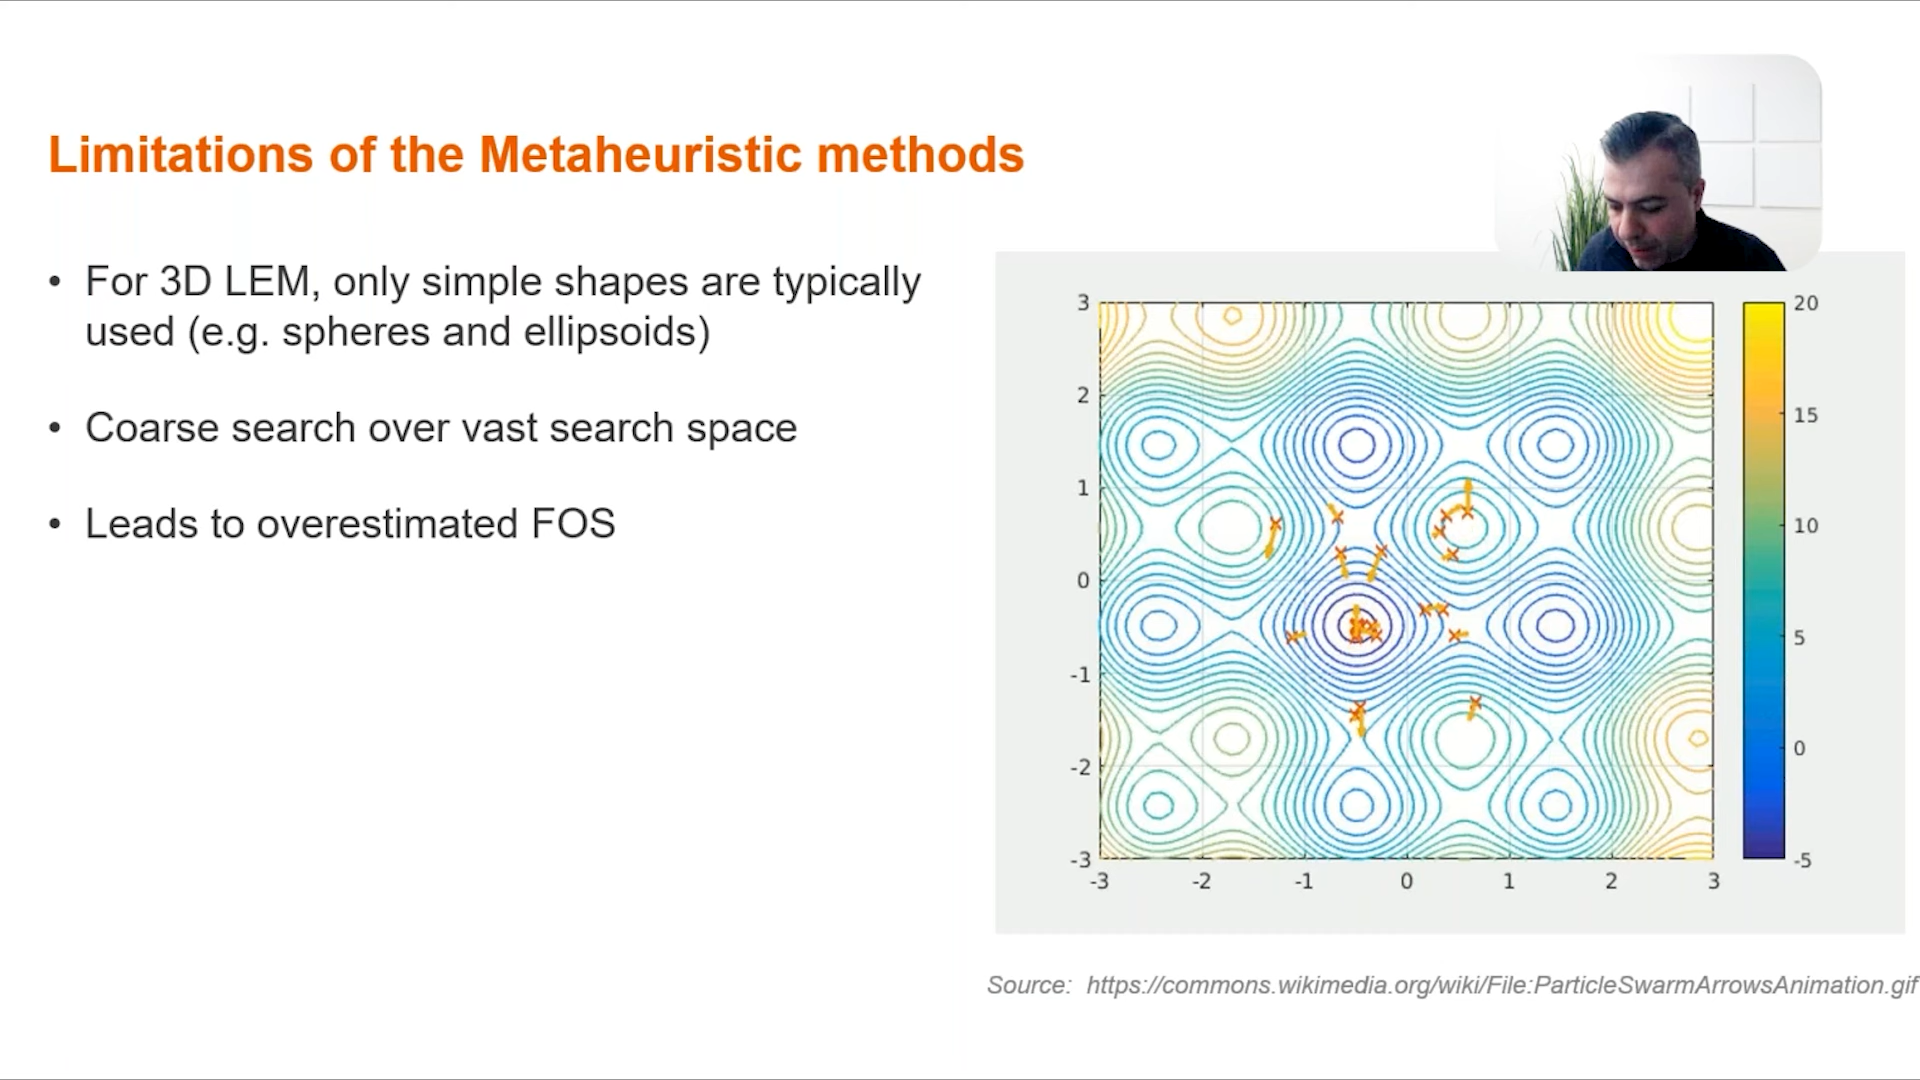 Limitations of the Metaheuristic methods
• For 3D LEM, only simple shapes are typically
used (e.g. spheres and ellipsoids)
• Coarse search over vast search space
• Leads to overestimated FOS
3
2
1
0
-1
-2
-3
-3 -2 -1 0 1 2 3
20
15
10
5
0
-5
Source: https://commons.wikimedia.org/wiki/File:ParticleSwarmArrowsAnimation.gif